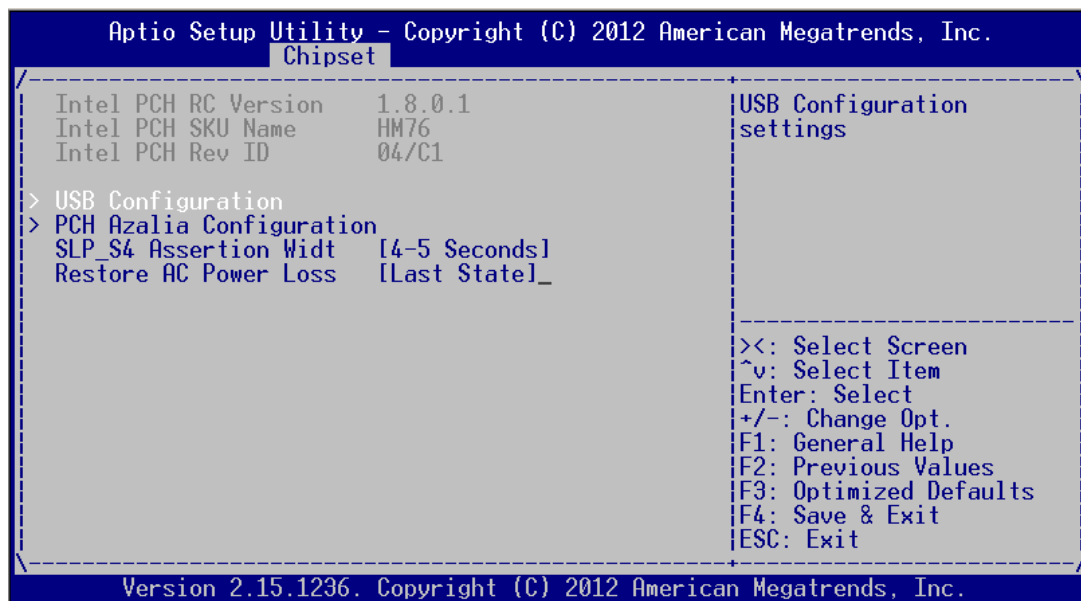 Aptio Setup Utility - Copyright (C) 2012 American Megatrends, Inc.
Chipset
Intel PCH RC Version 1.8.0.1
Intel PCH SKU Name HM76
Intel PCH Rev ID 04/C1
> USB Configuration
> PCH Azalia Configuration
SLP_S4 Assertion Widt [4-5 Seconds]
Restore AC Power Loss [Last State]_
USB Configuration
settings
><: Select Screen
^v: Select Item
Enter: Select
+/-: Change Opt.
F1: General Help
F2: Previous Values
F3: Optimized Defaults
F4: Save & Exit
ESC: Exit
Version 2.15.1236. Copyright (C) 2012 American Megatrends, Inc.